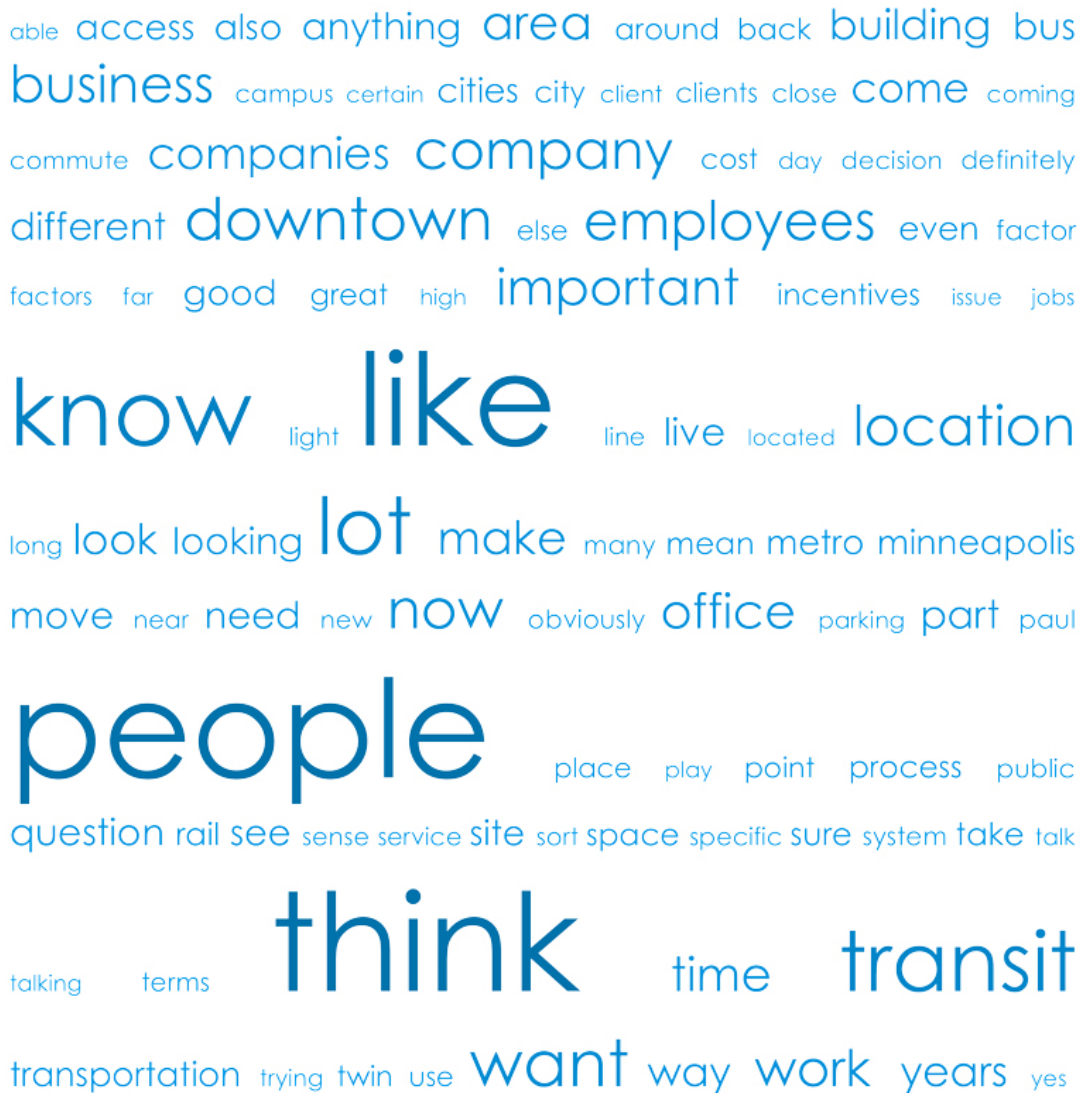 able access also anything area around back building bus
business campus certain cities city client clients close come coming
commute companies company cost day decision definitely
different downtown else employees even factor
factors far good great high important incentives issue jobs
know light like line live located location
long look looking lot make many mean metro minneapolis
move near need new now obviously office parking part paul
people place play point process public
question rail see sense service site sort space specific sure system take talk
talking terms think time transit
transportation trying twin use want way work years yes